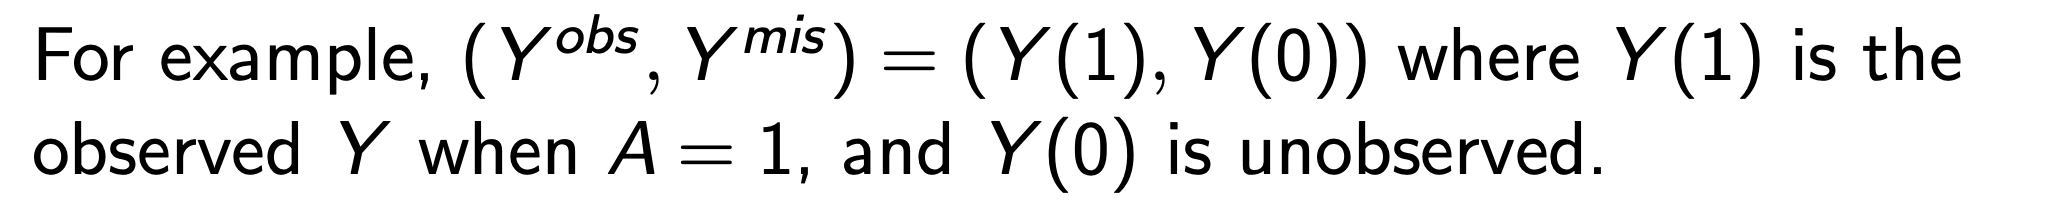 For example, (Y^obs, Y^mis) = (Y(1), Y(0)) where Y(1) is the
observed Y when A = 1, and Y(0) is unobserved.